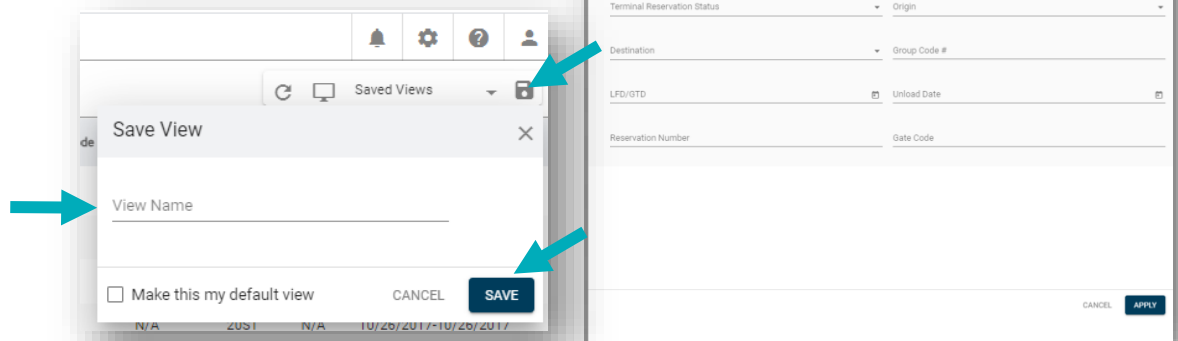 Saved Views
de
Save View
View Name
Make this my default view
CANCEL
SAVE
N/A 20ST N/A 10/26/2017-10/26/2017
Terminal Reservation Status
Origin
Destination
Group Code #
LFD/GTD
Unload Date
Reservation Number
Gate Code
CANCEL
APPLY